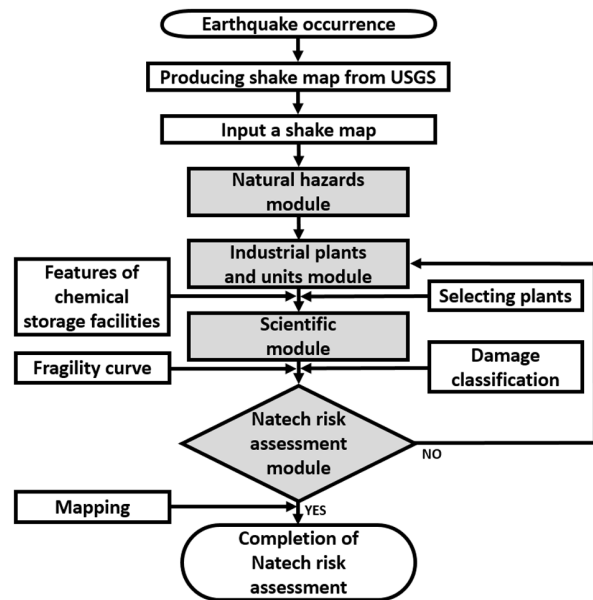 Earthquake occurrence
Producing shake map from USGS
Input a shake map
Natural hazards
module
Industrial plants
and units module
Features of
chemical
storage facilities
Selecting plants
Scientific
module
Fragility curve
Damage
classification
Natech risk
assessment
module
NO
Mapping
YES
Completion of
Natech risk
assessment